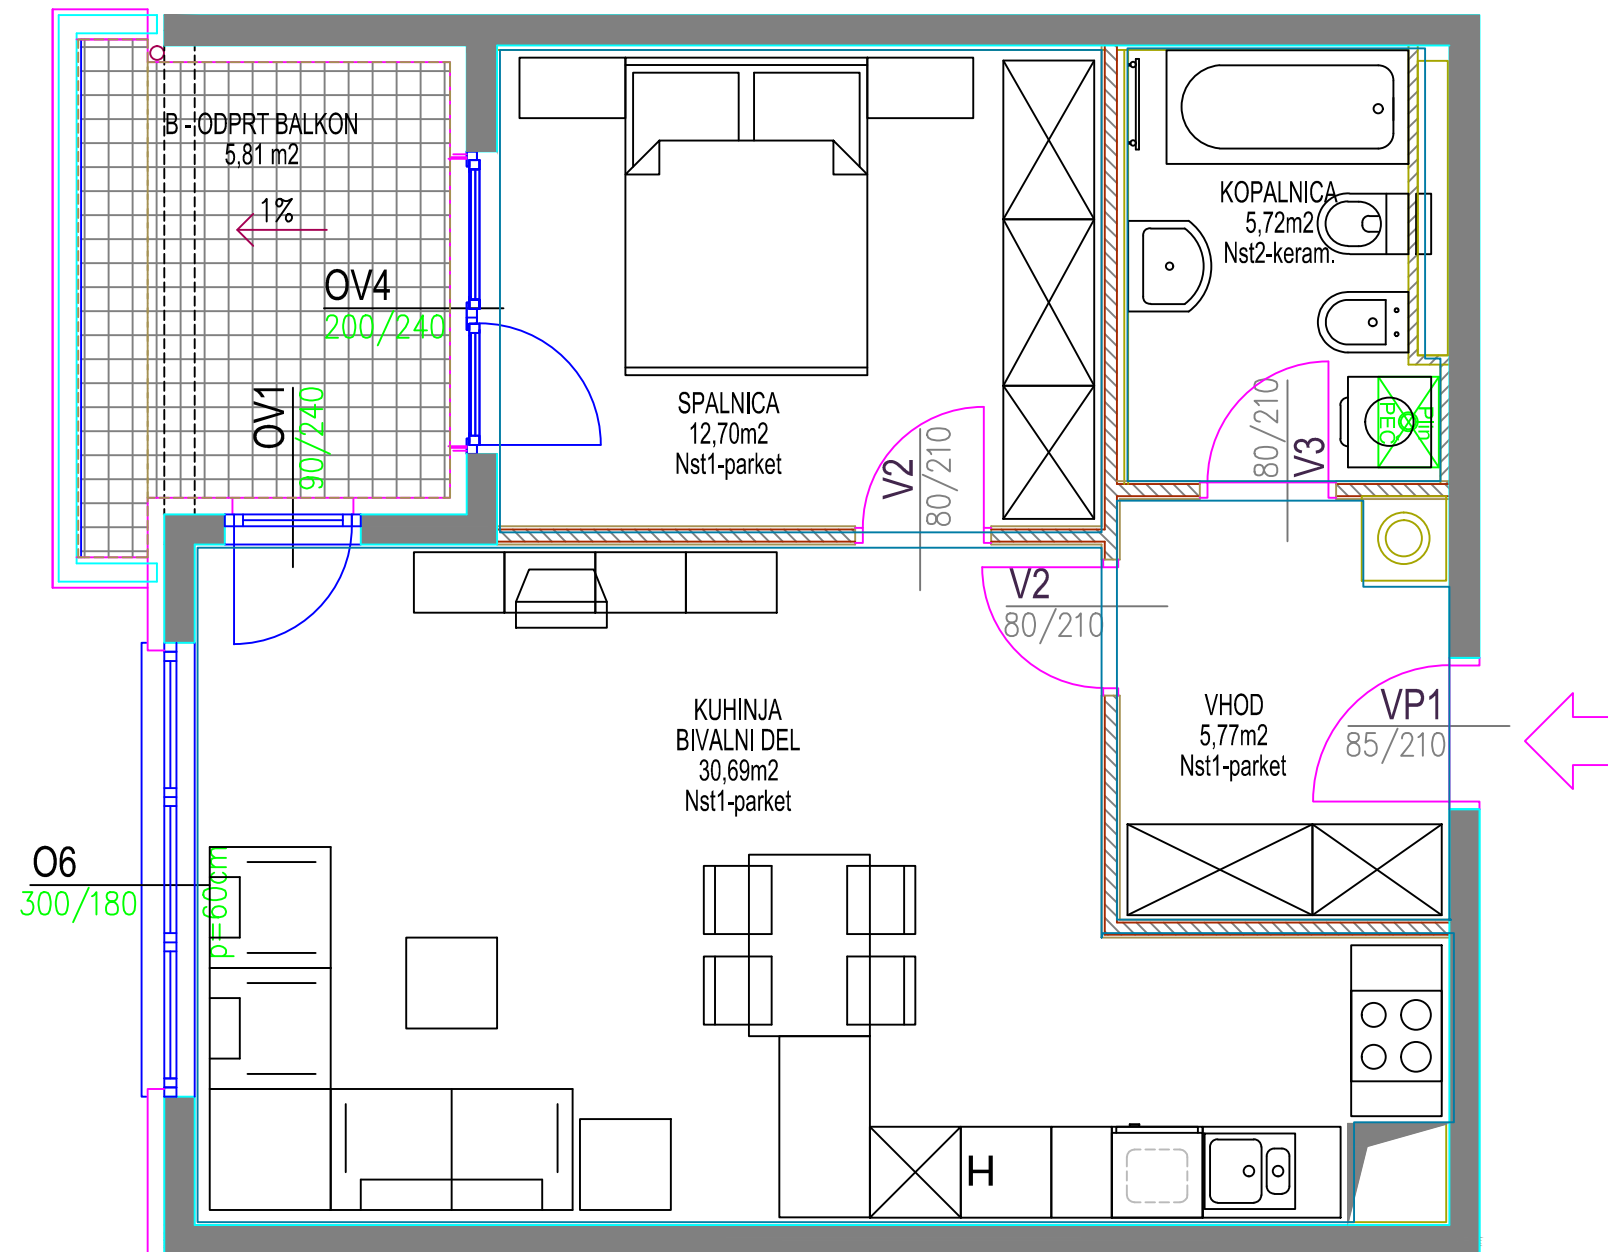 B - ODPRT BALKON
5,81 m2
1%
OV4
200/240
OV1
90/240
SPALNICA
12,70m2
Nst1-parket
V2
80/210
KOPALNICA
5,72m2
Nst2-keram.
80/210
V3
PEČ
Plin
V2
80/210
KUHINJA
BIVALNI DEL
30,69m2
Nst1-parket
VHOD
5,77m2
Nst1-parket
VP1
85/210
O6
300/180
p=60cm
H